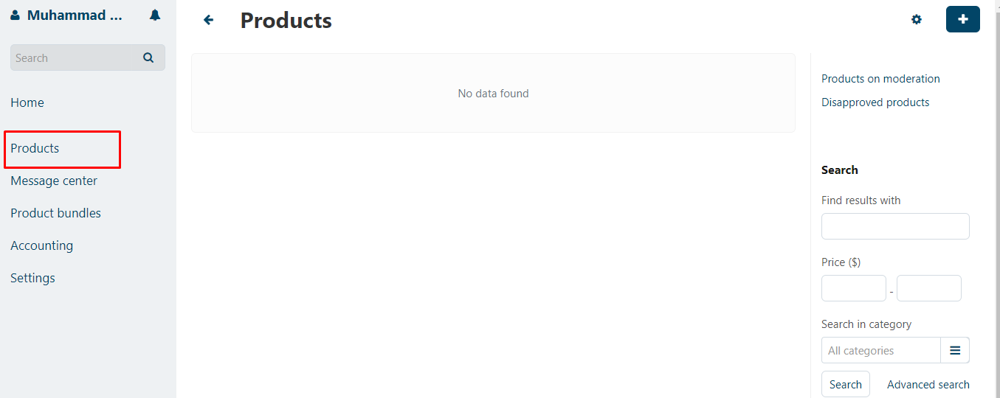 Muhammad ...
Search
Home
Products
Message center
Product bundles
Accounting
Settings
Products
No data found
Products on moderation
Disapproved products
Search
Find results with
Price ($)
-
Search in category
All categories
Search Advanced search